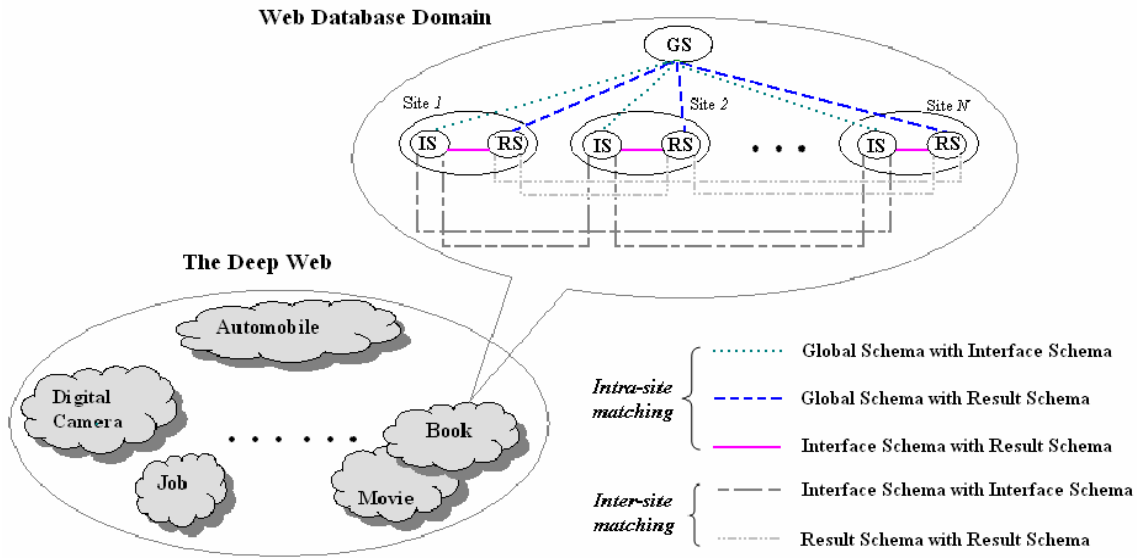 Web Database Domain
GS
Site 1
Site 2
Site N
IS
RS
IS
RS
IS
RS
The Deep Web
Automobile
Digital
Camera
Book
Job
Movie
Intra-site
matching
Global Schema with Interface Schema
Global Schema with Result Schema
Interface Schema with Result Schema
Inter-site
matching
Interface Schema with Interface Schema
Result Schema with Result Schema